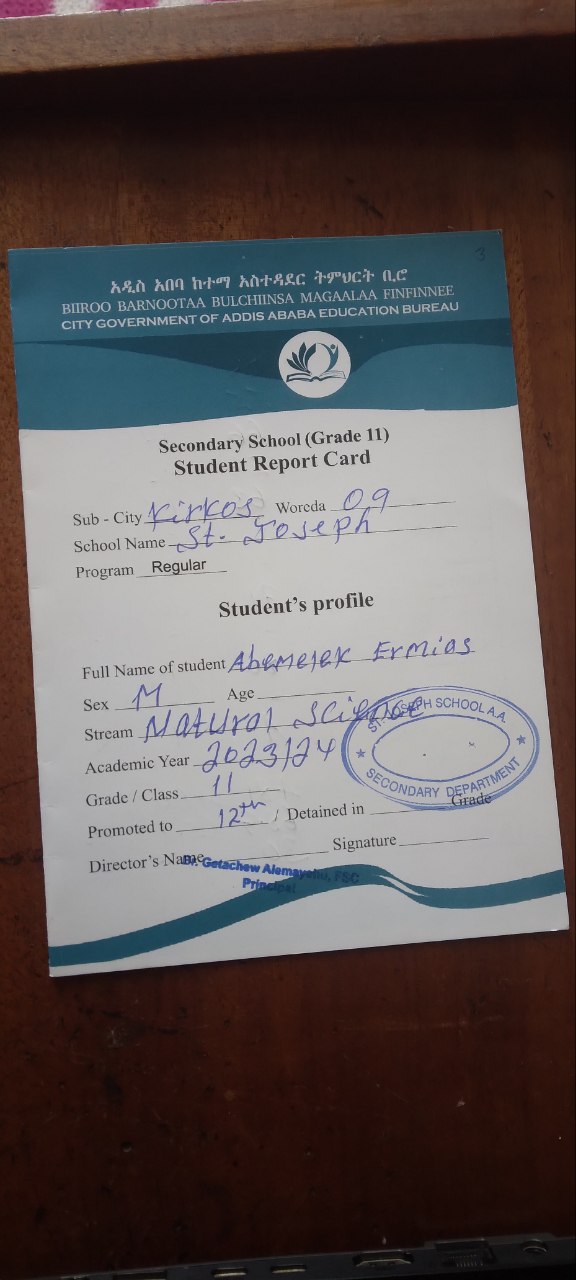 3
አዲስ አበባ ከተማ አስተዳደር ትምህርት ቢሮ
BIIROO BARNOOTAA BULCHIINSA MAGAALAA FINFINNEE
CITY GOVERNMENT OF ADDIS ABABA EDUCATION BUREAU
Secondary School (Grade 11)
Student Report Card
Sub - City Kirkos Woreda 09
School Name St. Joseph
Program Regular
Student's profile
Full Name of student Abemelek Ermias
Sex M Age
Stream Natural Science
ST. JOSEPH SCHOOL A.A.
SECONDARY DEPARTMENT
Academic Year 2023/24
Grade / Class 11
Promoted to 12th / Detained in Grade
Director's Name Br. Getachew Alemayehu, FSC Signature
Principal